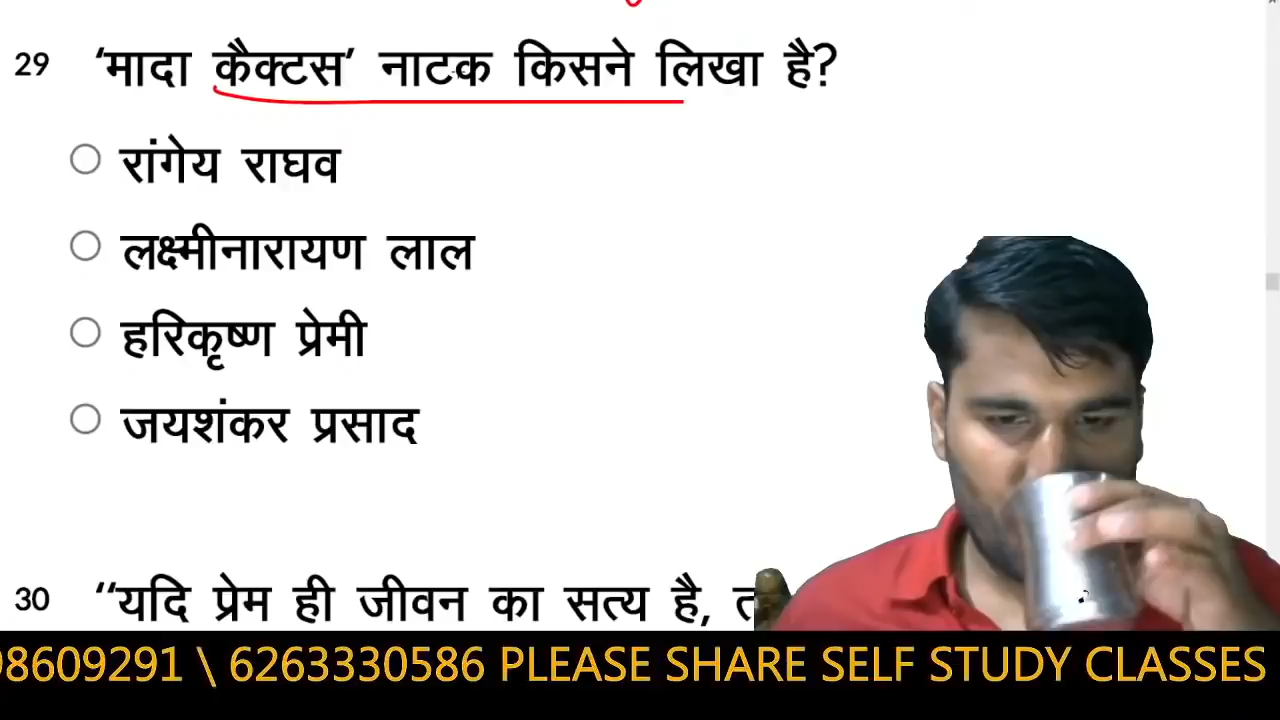 29 ‘मादा कैक्टस’ नाटक किसने लिखा है?
रांगेय राघव
लक्ष्मीनारायण लाल
हरिकृष्ण प्रेमी
जयशंकर प्रसाद
30 “यदि प्रेम ही जीवन का सत्य है,
98609291 \ 6263330586 PLEASE SHARE SELF STUDY CLASSES